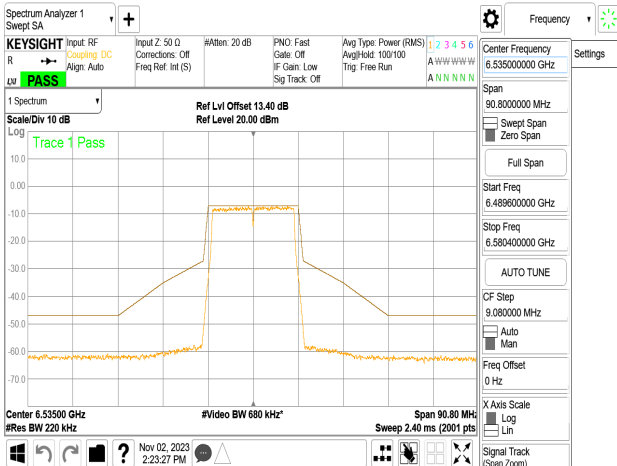 Spectrum Analyzer 1
Swept SA
Frequency
KEYSIGHT
R
LXI
PASS
Input: RF
Coupling: DC
Align: Auto
Input Z: 50 Ω
Corrections: Off
Freq Ref: Int (S)
#Atten: 20 dB
PNO: Fast
Gate: Off
IF Gain: Low
Sig Track: Off
Avg Type: Power (RMS)
Avg|Hold: 100/100
Trig: Free Run
1 2 3 4 5 6
A W W W W W
A N N N N N
1 Spectrum
Scale/Div 10 dB
Ref Lvl Offset 13.40 dB
Ref Level 20.00 dBm
Log
Trace 1 Pass
10.0
0.00
-10.0
-20.0
-30.0
-40.0
-50.0
-60.0
-70.0
Center 6.53500 GHz
#Video BW 680 kHz*
Span 90.80 MHz
#Res BW 220 kHz
Sweep 2.40 ms (2001 pts
Nov 02, 2023
2:23:27 PM
Center Frequency
6.535000000 GHz
Settings
Span
90.8000000 MHz
Swept Span
Zero Span
Full Span
Start Freq
6.489600000 GHz
Stop Freq
6.580400000 GHz
AUTO TUNE
CF Step
9.080000 MHz
Auto
Man
Freq Offset
0 Hz
X Axis Scale
Log
Lin
Signal Track
(Span Zoom)